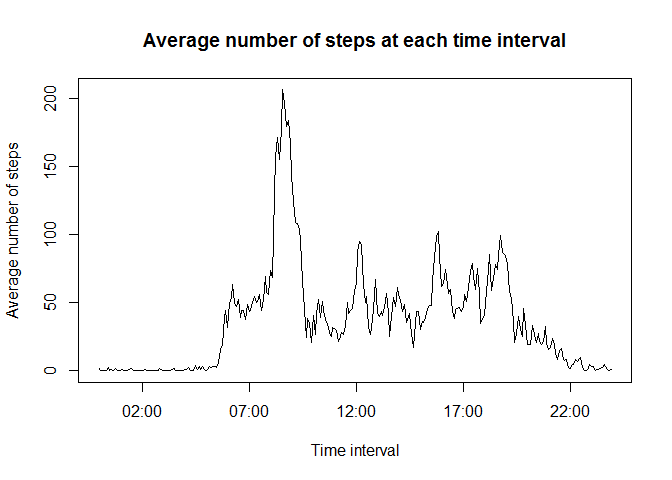 Average number of steps at each time interval
Average number of steps
200
150
100
50
0
02:00 07:00 12:00 17:00 22:00
Time interval